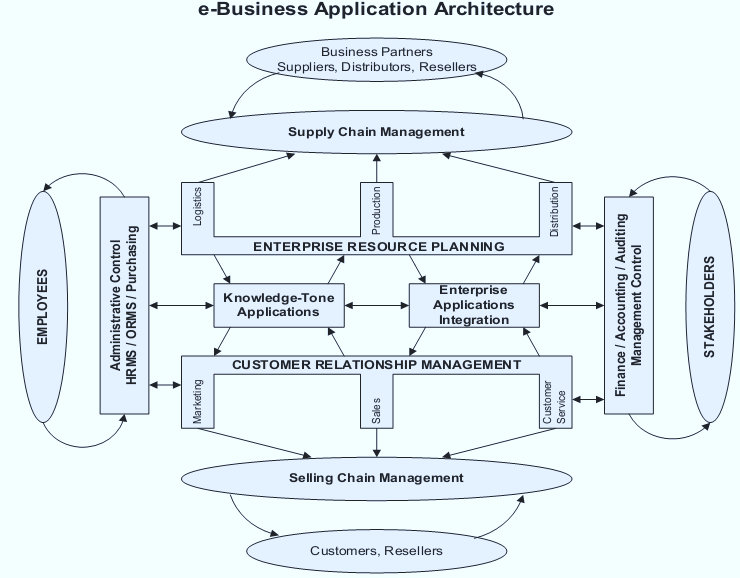 e-Business Application Architecture
Business Partners
Suppliers, Distributors, Resellers
Supply Chain Management
Logistics
Production
Distribution
ENTERPRISE RESOURCE PLANNING
EMPLOYEES
Administrative Control
HRMS / ORMS / Purchasing
Knowledge-Tone
Applications
Enterprise
Applications
Integration
Finance / Accounting / Auditing
Management Control
STAKEHOLDERS
CUSTOMER RELATIONSHIP MANAGEMENT
Marketing
Sales
Customer
Service
Selling Chain Management
Customers, Resellers